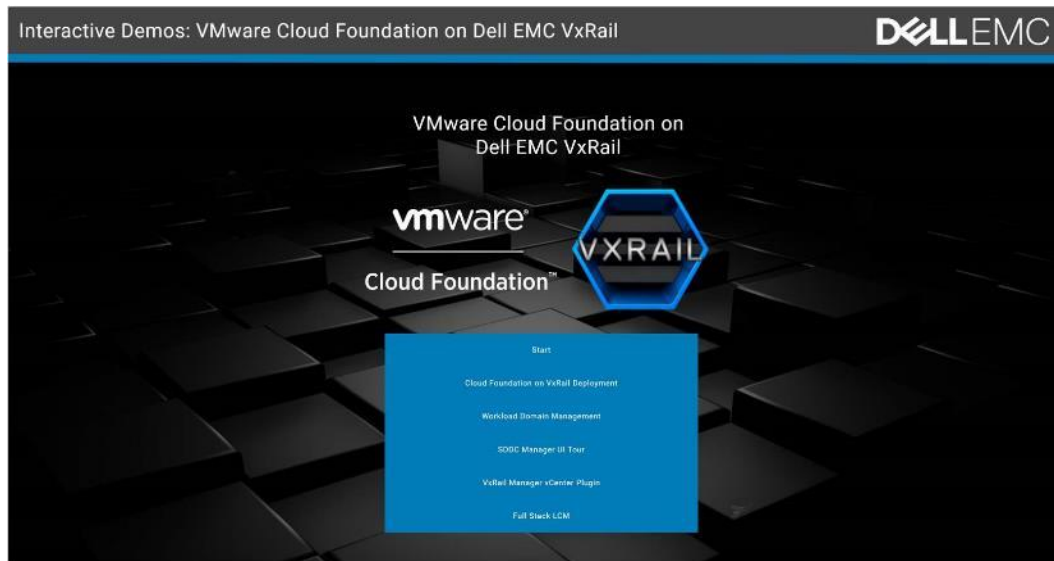 Interactive Demos: VMware Cloud Foundation on Dell EMC VxRail
DELLEMC
VMware Cloud Foundation on
Dell EMC VxRail
vmware®
Cloud Foundation™
VXRAIL
Start
Cloud Foundation on VxRail Deployment
Workload Domain Management
SDDC Manager UI Tour
VxRail Manager vCenter Plugin
Full Stack LCM